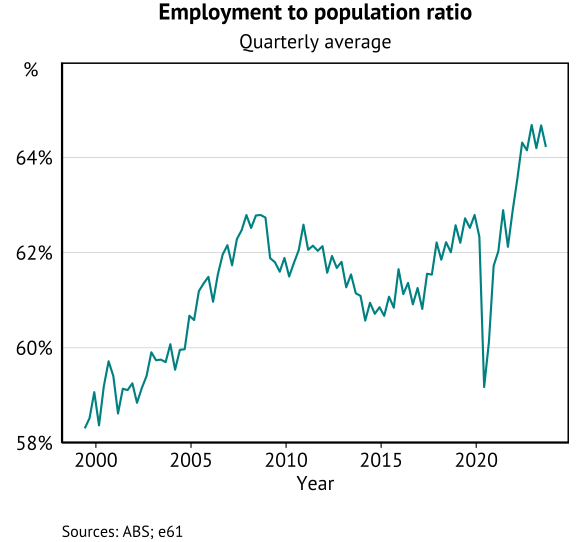 Employment to population ratio
Quarterly average
%
64%
62%
60%
58%
2000 2005 2010 2015 2020
Year
Sources: ABS; e61